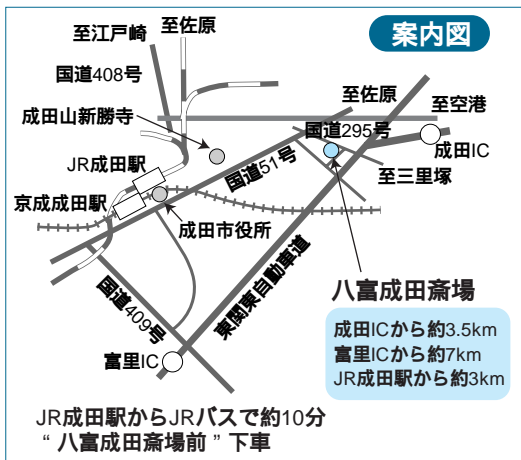 案内図
至佐原
至江戸崎
国道408号
至佐原
至空港
成田山新勝寺
国道295号
成田IC
JR成田駅
国道51号
至三里塚
京成成田駅
成田市役所
東関東自動車道
国道409号
富里IC
八富成田斎場
成田ICから約3.5km
富里ICから約7km
JR成田駅から約3km
JR成田駅からJRバスで約10分
“ 八富成田斎場前 ” 下車